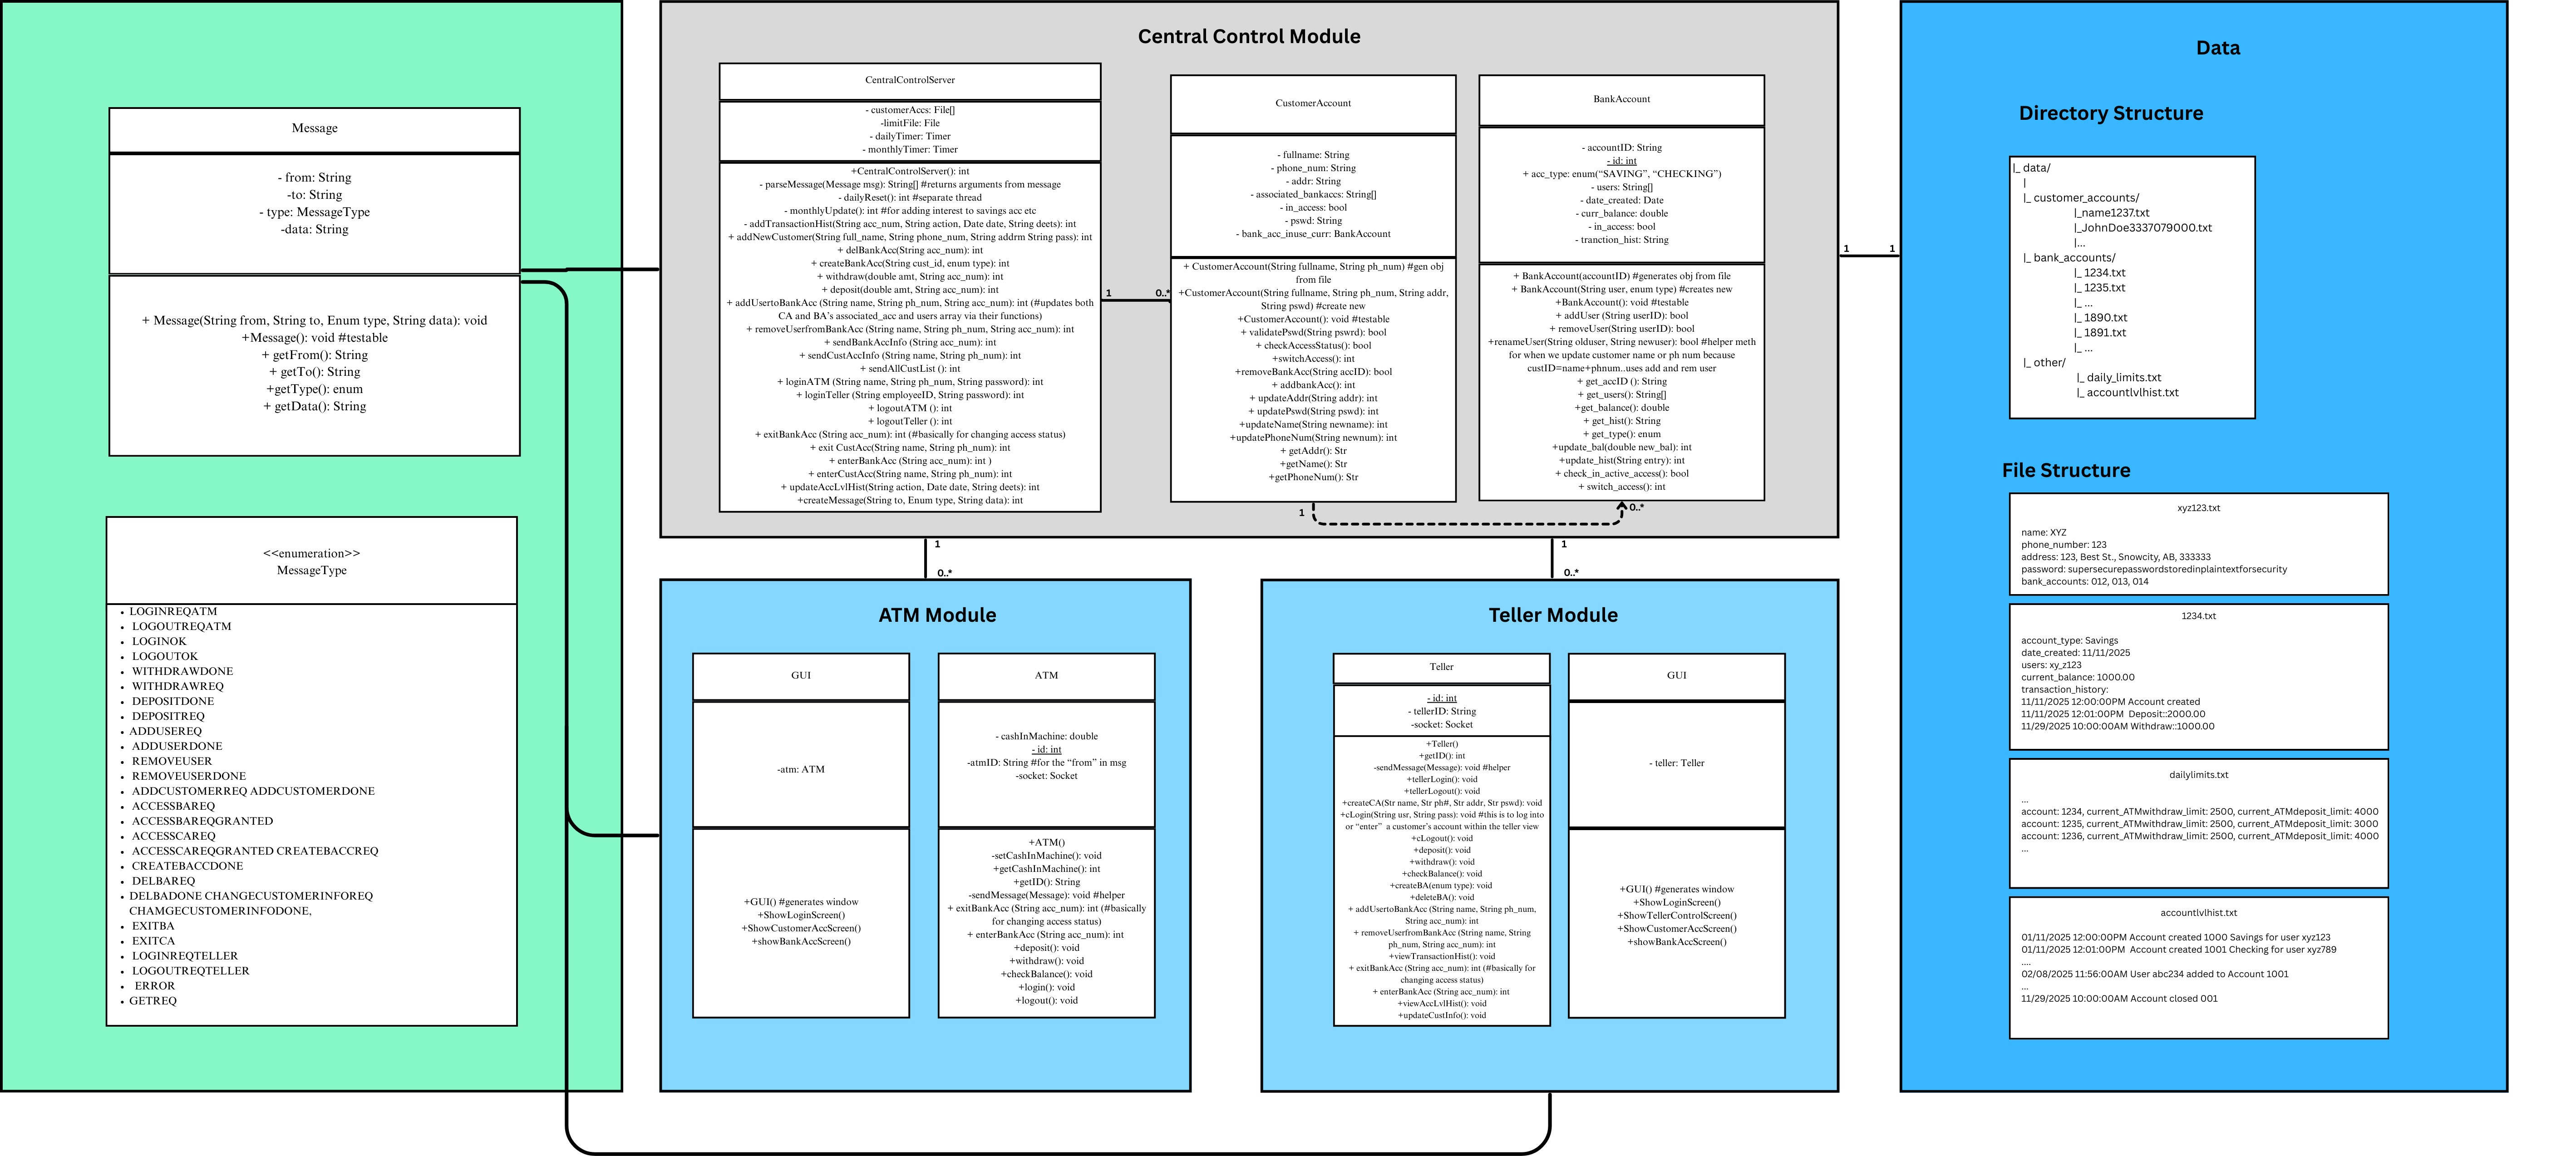 Message
- from: String
-to: String
- type: MessageType
-data: String
+ Message(String from, String to, Enum type, String data): void
+Message(): void #testable
+ getFrom(): String
+ getTo(): String
+getType(): enum
+ getData(): String
<<enumeration>>
MessageType
• LOGINREQATM
• LOGOUTREQATM
• LOGINOK
• LOGOUTOK
• WITHDRAWDONE
• WITHDRAWREQ
• DEPOSITDONE
• DEPOSITREQ
• ADDUSEREQ
• ADDUSERDONE
• REMOVEUSER
• REMOVEUSERDONE
• ADDCUSTOMERREQ ADDCUSTOMERDONE
• ACCESSBAREQ
• ACCESSBAREQGRANTED
• ACCESSCAREQ
• ACCESSCAREQGRANTED CREATEBACCREQ
• CREATEBACCDONE
• DELBAREQ
• DELBADONE CHANGECUSTOMERINFOREQ
CHAMGECUSTOMERINFODONE,
• EXITBA
• EXITCA
• LOGINREQTELLER
• LOGOUTREQTELLER
• ERROR
• GETREQ
Central Control Module
CentralControlServer
- customerAccs: File[]
-limitFile: File
- dailyTimer: Timer
- monthlyTimer: Timer
+CentralControlServer(): int
- parseMessage(Message msg): String[] #returns arguments from message
- dailyReset(): int #separate thread
- monthlyUpdate(): int #for adding interest to savings acc etc
- addTransactionHist(String acc_num, String action, Date date, String deets): int
+ addNewCustomer(String full_name, String phone_num, String addrm String pass): int
+ delBankAcc(String acc_num): int
+ createBankAcc(String cust_id, enum type): int
+ withdraw(double amt, String acc_num): int
+ deposit(double amt, String acc_num): int
+ addUsertoBankAcc (String name, String ph_num, String acc_num): int (#updates both
CA and BA's associated_acc and users array via their functions)
+ removeUserfromBankAcc (String name, String ph_num, String acc_num): int
+ sendBankAccInfo (String acc_num): int
+ sendCustAccInfo (String name, String ph_num): int
+ sendAllCustList (): int
+ loginATM (String name, String ph_num, String password): int
+ loginTeller (String employeeID, String password): int
+ logoutATM (): int
+ logoutTeller (): int
+ exitBankAcc (String acc_num): int (#basically for changing access status)
+ exit CustAcc(String name, String ph_num): int
+ enterBankAcc (String acc_num): int )
+ enterCustAcc(String name, String ph_num): int
+ updateAccLvlHist(String action, Date date, String deets): int
+createMessage(String to, Enum type, String data): int
1
0..*
CustomerAccount
- fullname: String
- phone_num: String
- addr: String
- associated_bankaccs: String[]
- in_access: bool
- pswd: String
- bank_acc_inuse_curr: BankAccount
+ CustomerAccount(String fullname, String ph_num) #gen obj
from file
+CustomerAccount(String fullname, String ph_num, String addr,
String pswd) #create new
+CustomerAccount(): void #testable
+ validatePswd(String pswrd): bool
+ checkAccessStatus(): bool
+switchAccess(): int
+removeBankAcc(String accID): bool
+ addbankAcc(): int
+ updateAddr(String addr): int
+ updatePswd(String pswd): int
+updateName(String newname): int
+updatePhoneNum(String newnum): int
+ getAddr(): Str
+getName(): Str
+getPhoneNum(): Str
BankAccount
- accountID: String
- id: int
+ acc_type: enum(“SAVING”, “CHECKING”)
- users: String[]
- date_created: Date
- curr_balance: double
- in_access: bool
- tranction_hist: String
+ BankAccount(accountID) #generates obj from file
+ BankAccount(String user, enum type) #creates new
+BankAccount(): void #testable
+ addUser (String userID): bool
+ removeUser(String userID): bool
+renameUser(String olduser, String newuser): bool #helper meth
for when we update customer name or ph num because
custID=name+phnum..uses add and rem user
+ get_accID (): String
+ get_users(): String[]
+get_balance(): double
+ get_hist(): String
+ get_type(): enum
+update_bal(double new_bal): int
+update_hist(String entry): int
+ check_in_active_access(): bool
+ switch_access(): int
1
0..*
1
0..*
1
0..*
1
1
ATM Module
GUI
-atm: ATM
+GUI() #generates window
+ShowLoginScreen()
+ShowCustomerAccScreen()
+showBankAccScreen()
ATM
- cashInMachine: double
- id: int
-atmID: String #for the “from” in msg
-socket: Socket
+ATM()
-setCashInMachine(): void
+getCashInMachine(): int
+getID(): String
-sendMessage(Message): void #helper
+ exitBankAcc (String acc_num): int (#basically
for changing access status)
+ enterBankAcc (String acc_num): int
+deposit(): void
+withdraw(): void
+checkBalance(): void
+login(): void
+logout(): void
Teller Module
Teller
- id: int
- tellerID: String
-socket: Socket
+Teller()
+getID(): int
-sendMessage(Message): void #helper
+tellerLogin(): void
+tellerLogout(): void
+createCA(Str name, Str ph#, Str addr, Str pswd): void
+cLogin(String usr, String pass): void #this is to log into
or “enter” a customer's account within the teller view
+cLogout(): void
+deposit(): void
+withdraw(): void
+checkBalance(): void
+createBA(enum type): void
+deleteBA(): void
+ addUsertoBankAcc (String name, String ph_num,
String acc_num): int
+ removeUserfromBankAcc (String name, String
ph_num, String acc_num): int
+viewTransactionHist(): void
+ exitBankAcc (String acc_num): int (#basically for
changing access status)
+ enterBankAcc (String acc_num): int
+viewAccLvlHist(): void
+updateCustInfo(): void
GUI
- teller: Teller
+GUI() #generates window
+ShowLoginScreen()
+ShowTellerControlScreen()
+ShowCustomerAccScreen()
+showBankAccScreen()
Data
Directory Structure
|_ data/
|
|_ customer_accounts/
|_name1237.txt
|_JohnDoe3337079000.txt
|...
|_ bank_accounts/
|_ 1234.txt
|_ 1235.txt
|_ ...
|_ 1890.txt
|_ 1891.txt
|_ ...
|_ other/
|_ daily_limits.txt
|_ accountlvlhist.txt
File Structure
xyz123.txt
name: XYZ
phone_number: 123
address: 123, Best St., Snowcity, AB, 333333
password: supersecurepasswordstoredinplaintextforsecurity
bank_accounts: 012, 013, 014
1234.txt
account_type: Savings
date_created: 11/11/2025
users: xy_z123
current_balance: 1000.00
transaction_history:
11/11/2025 12:00:00PM Account created
11/11/2025 12:01:00PM Deposit::2000.00
11/29/2025 10:00:00AM Withdraw::1000.00
dailylimits.txt
...
account: 1234, current_ATMwithdraw_limit: 2500, current_ATMdeposit_limit: 4000
account: 1235, current_ATMwithdraw_limit: 2500, current_ATMdeposit_limit: 3000
account: 1236, current_ATMwithdraw_limit: 2500, current_ATMdeposit_limit: 4000
...
accountlvlhist.txt
01/11/2025 12:00:00PM Account created 1000 Savings for user xyz123
01/11/2025 12:01:00PM Account created 1001 Checking for user xyz789
....
02/08/2025 11:56:00AM User abc234 added to Account 1001
...
11/29/2025 10:00:00AM Account closed 001